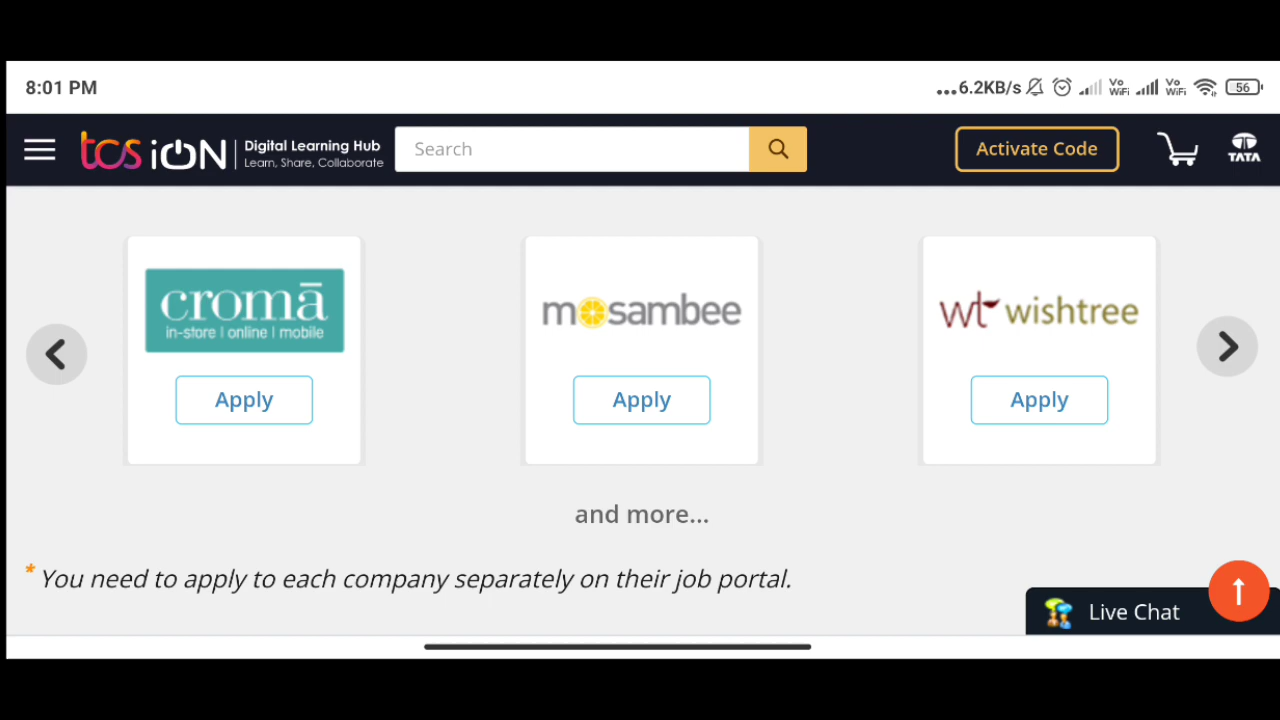 8:01 PM
...6.2KB/s Vo WiFi Vo WiFi 56
tcs iON | Digital Learning Hub
Learn, Share, Collaborate
Search
Activate Code
TATA
cromā
in-store | online | mobile
Apply
mosambee
Apply
wt wishtree
Apply
and more...
* You need to apply to each company separately on their job portal.
Live Chat